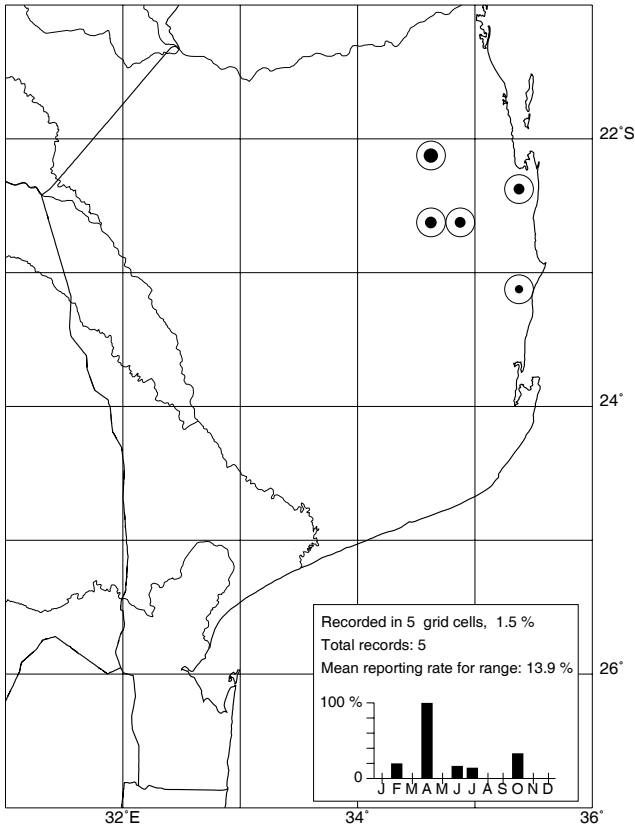 22°S
24°
Recorded in 5 grid cells, 1.5 %
Total records: 5
Mean reporting rate for range: 13.9 %
26°
100 %
0
J F M A M J J A S O N D
32°E 34° 36°